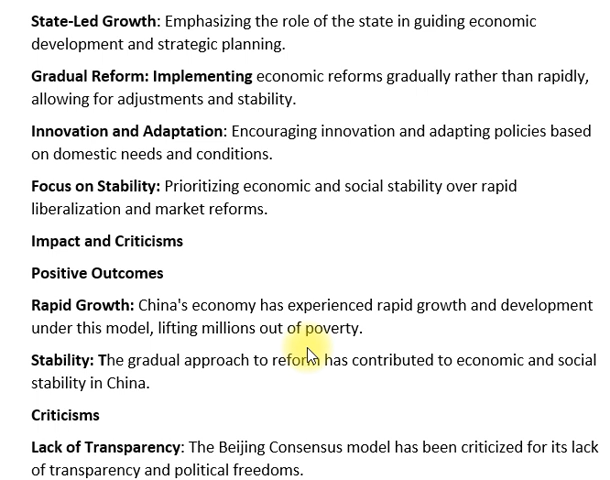 State-Led Growth: Emphasizing the role of the state in guiding economic
development and strategic planning.
Gradual Reform: Implementing economic reforms gradually rather than rapidly,
allowing for adjustments and stability.
Innovation and Adaptation: Encouraging innovation and adapting policies based
on domestic needs and conditions.
Focus on Stability: Prioritizing economic and social stability over rapid
liberalization and market reforms.
Impact and Criticisms
Positive Outcomes
Rapid Growth: China's economy has experienced rapid growth and development
under this model, lifting millions out of poverty.
Stability: The gradual approach to reform has contributed to economic and social
stability in China.
Criticisms
Lack of Transparency: The Beijing Consensus model has been criticized for its lack
of transparency and political freedoms.